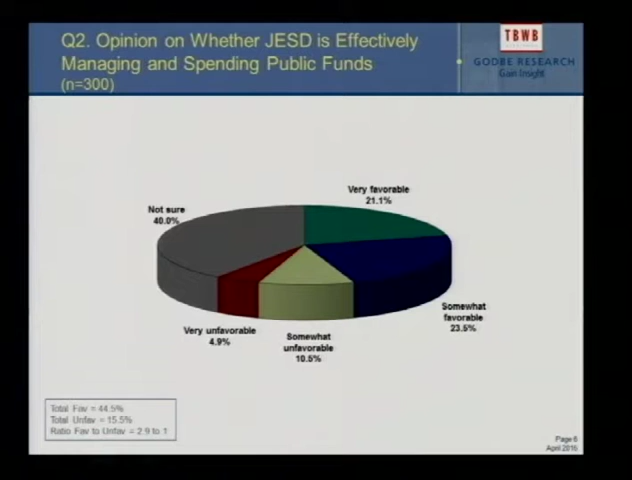 Q2. Opinion on Whether JESD is Effectively
Managing and Spending Public Funds
(n=300)
TBWB
GODBE RESEARCH
Gain Insight
Very favorable
21.1%
Not sure
40.0%
Somewhat
favorable
23.5%
Very unfavorable
4.9%
Somewhat
unfavorable
10.5%
Total Fav = 44.5%
Total Unfav = 15.5%
Ratio Fav to Unfav = 2.9 to 1
Page 6
April 2016